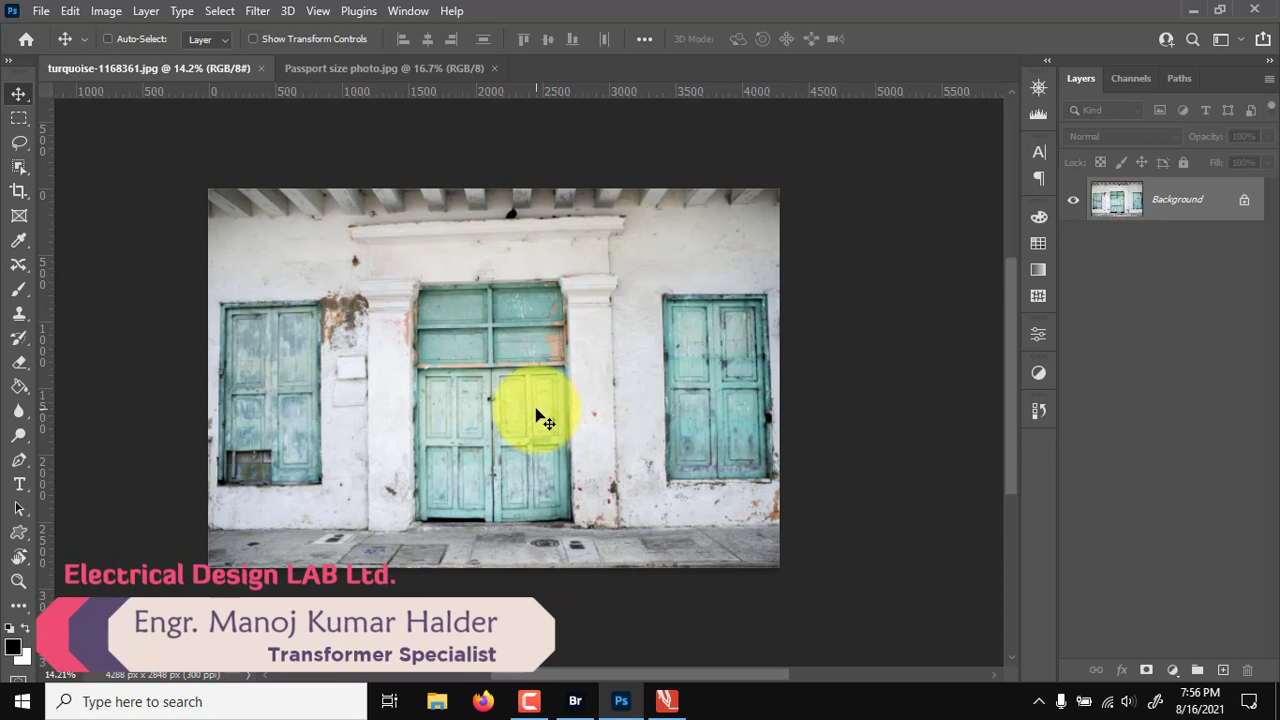 Ps File Edit Image Layer Type Select Filter 3D View Plugins Window Help
Auto-Select: Layer Show Transform Controls 3D Mode:
turquoise-1168361.jpg @ 14.2% (RGB/8#) × Passport size photo.jpg @ 16.7% (RGB/8) ×
1000 500 0 500 1000 1500 2000 2500 3000 3500 4000 4500 5000 5500
Layers Channels Paths
Kind
Normal Opacity: 100%
Lock: Fill: 100%
Background
Electrical Design LAB Ltd.
Engr. Manoj Kumar Halder
Transformer Specialist
14.21% 4288 px x 2848 px (300 ppi)
Type here to search Br Ps
7:56 PM
8/16/2021